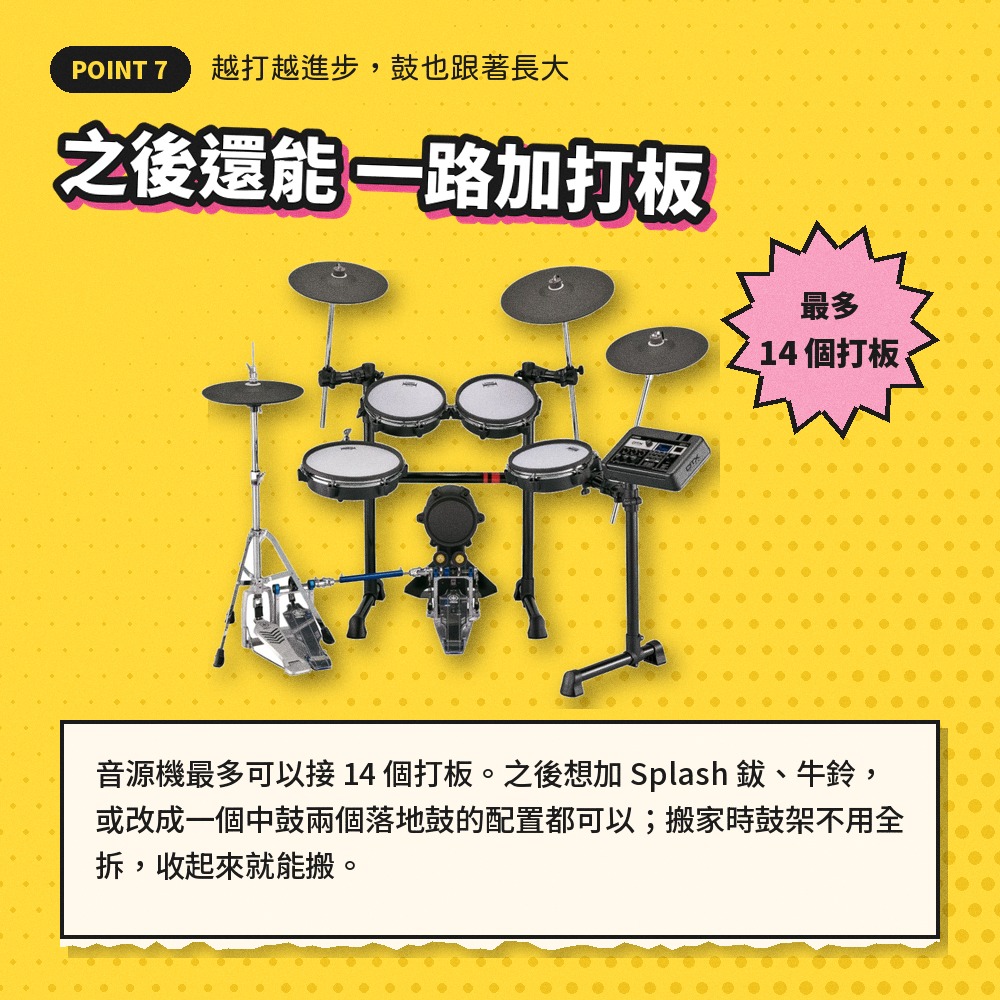 POINT 7
越打越進步，鼓也跟著長大
之後還能 一路加打板
最多
14 個打板
DTX
音源機最多可以接 14 個打板。之後想加 Splash 鈸、牛鈴，
或改成一個中鼓兩個落地鼓的配置都可以；搬家時鼓架不用全
拆，收起來就能搬。